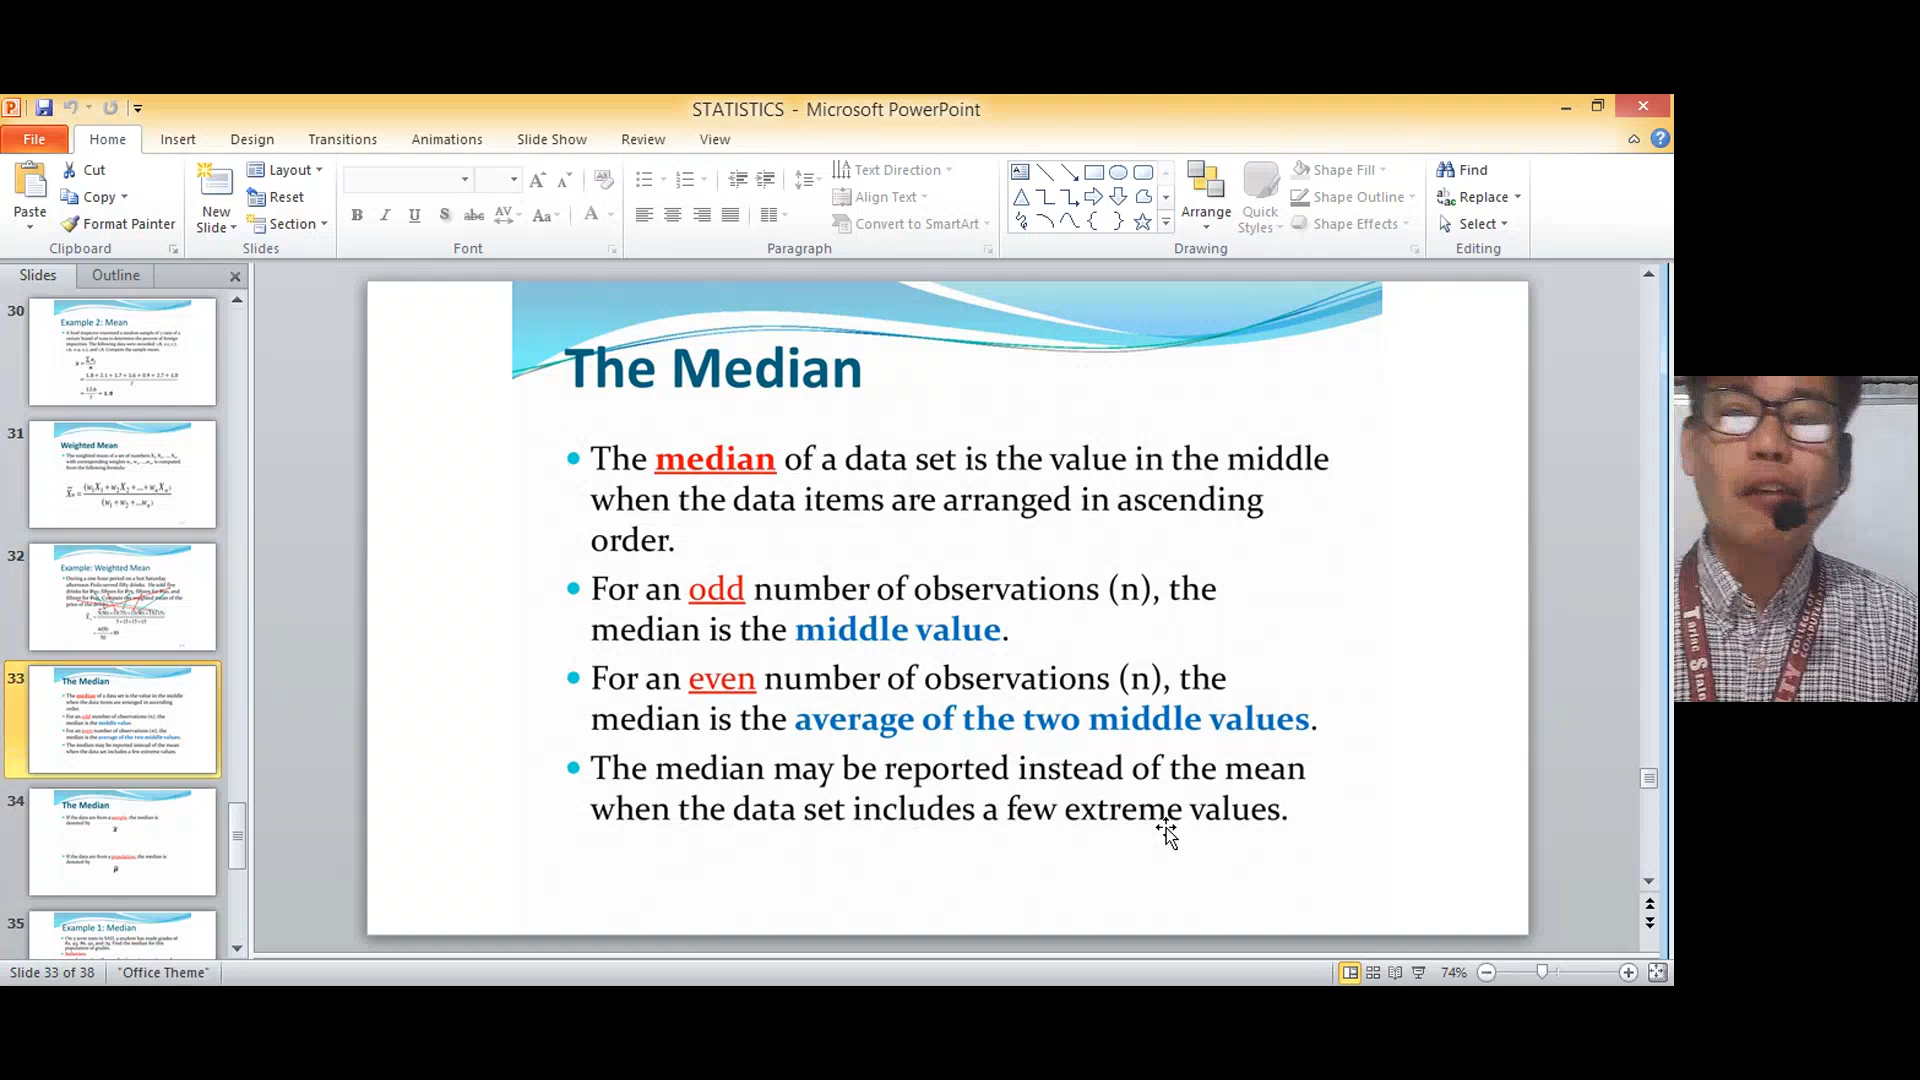 STATISTICS - Microsoft PowerPoint
File Home Insert Design Transitions Animations Slide Show Review View
Paste
Cut
Copy
Format Painter
Clipboard
New
Slide
Layout
Reset
Section
Slides
B I U S abc AV Aa A
Font
Text Direction
Align Text
Convert to SmartArt
Paragraph
Arrange
Quick
Styles
Shape Fill
Shape Outline
Shape Effects
Drawing
Find
Replace
Select
Editing
Slides Outline
30
Example 2: Mean
31
Weighted Mean
32
Example: Weighted Mean
33
The Median
34
The Median
35
Example 1: Median
The Median
The median of a data set is the value in the middle
when the data items are arranged in ascending
order.
For an odd number of observations (n), the
median is the middle value.
For an even number of observations (n), the
median is the average of the two middle values.
The median may be reported instead of the mean
when the data set includes a few extreme values.
Slide 33 of 38 "Office Theme" 74%